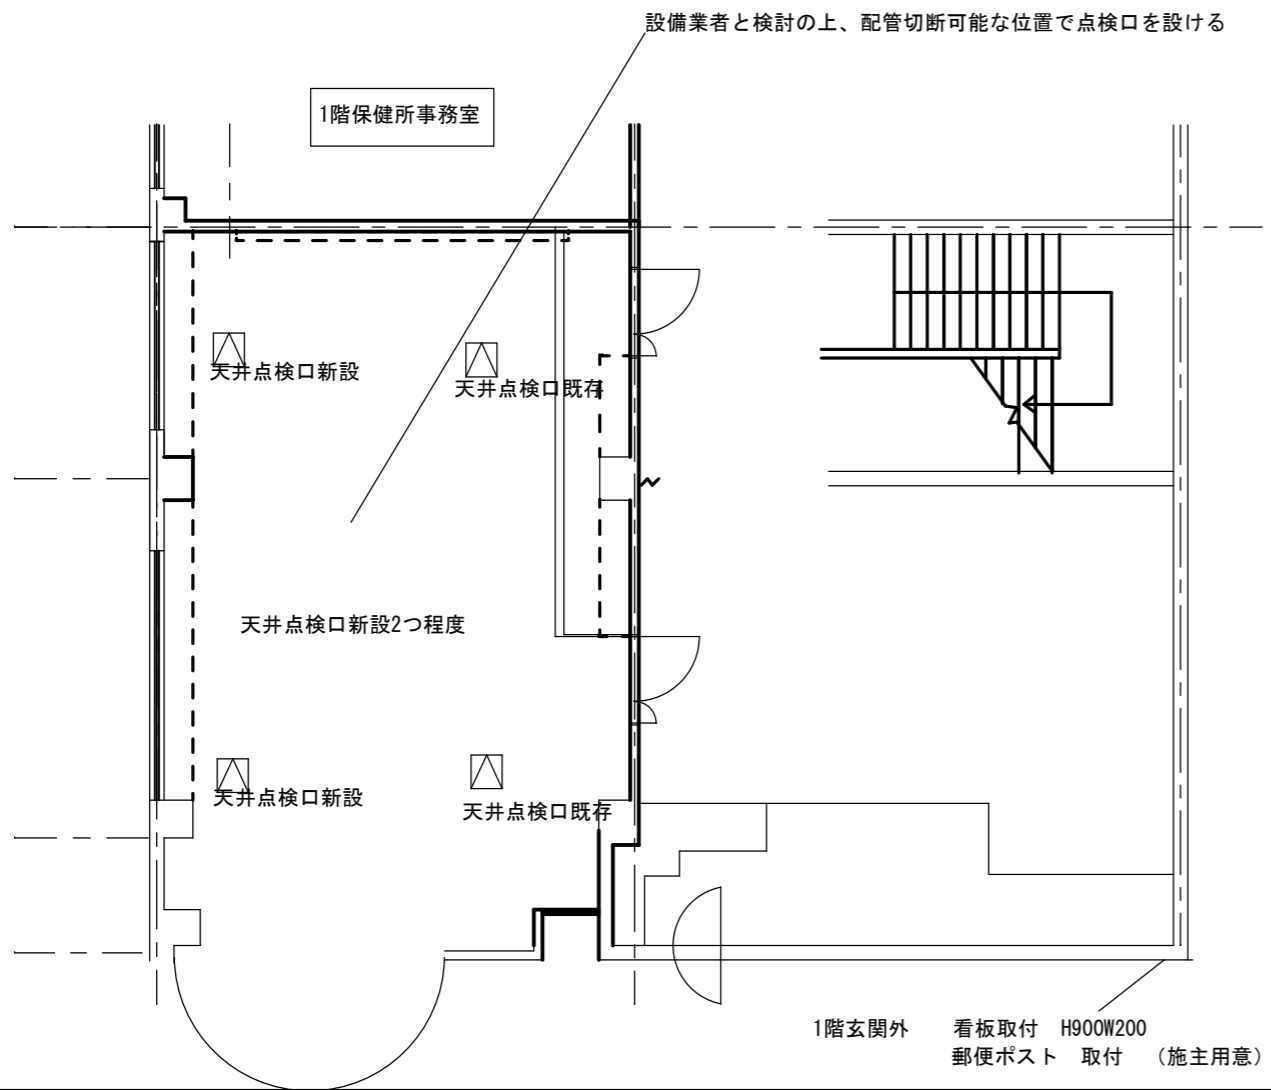 設備業者と検討の上、配管切断可能な位置で点検口を設ける
1階保健所事務室
天井点検口新設
天井点検口既存
天井点検口新設2つ程度
天井点検口新設
天井点検口既存
1階玄関外 看板取付 H900W200
郵便ポスト 取付 (施主用意)